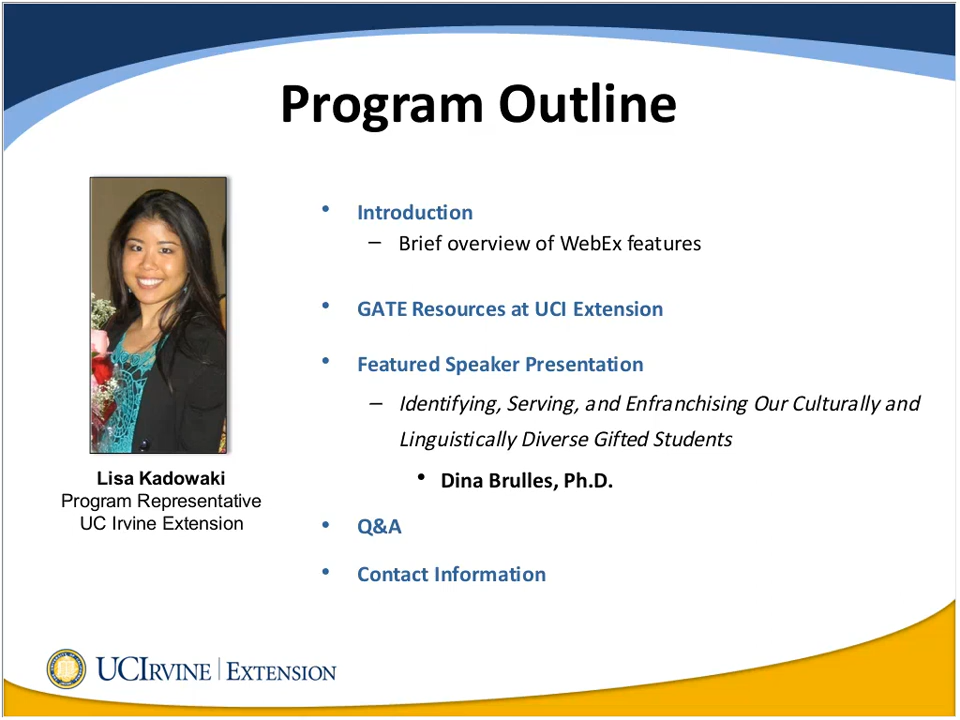 Program Outline
• Introduction
– Brief overview of WebEx features
• GATE Resources at UCI Extension
• Featured Speaker Presentation
– Identifying, Serving, and Enfranchising Our Culturally and
Linguistically Diverse Gifted Students
• Dina Brulles, Ph.D.
• Q&A
• Contact Information
Lisa Kadowaki
Program Representative
UC Irvine Extension
UCIRVINE | EXTENSION